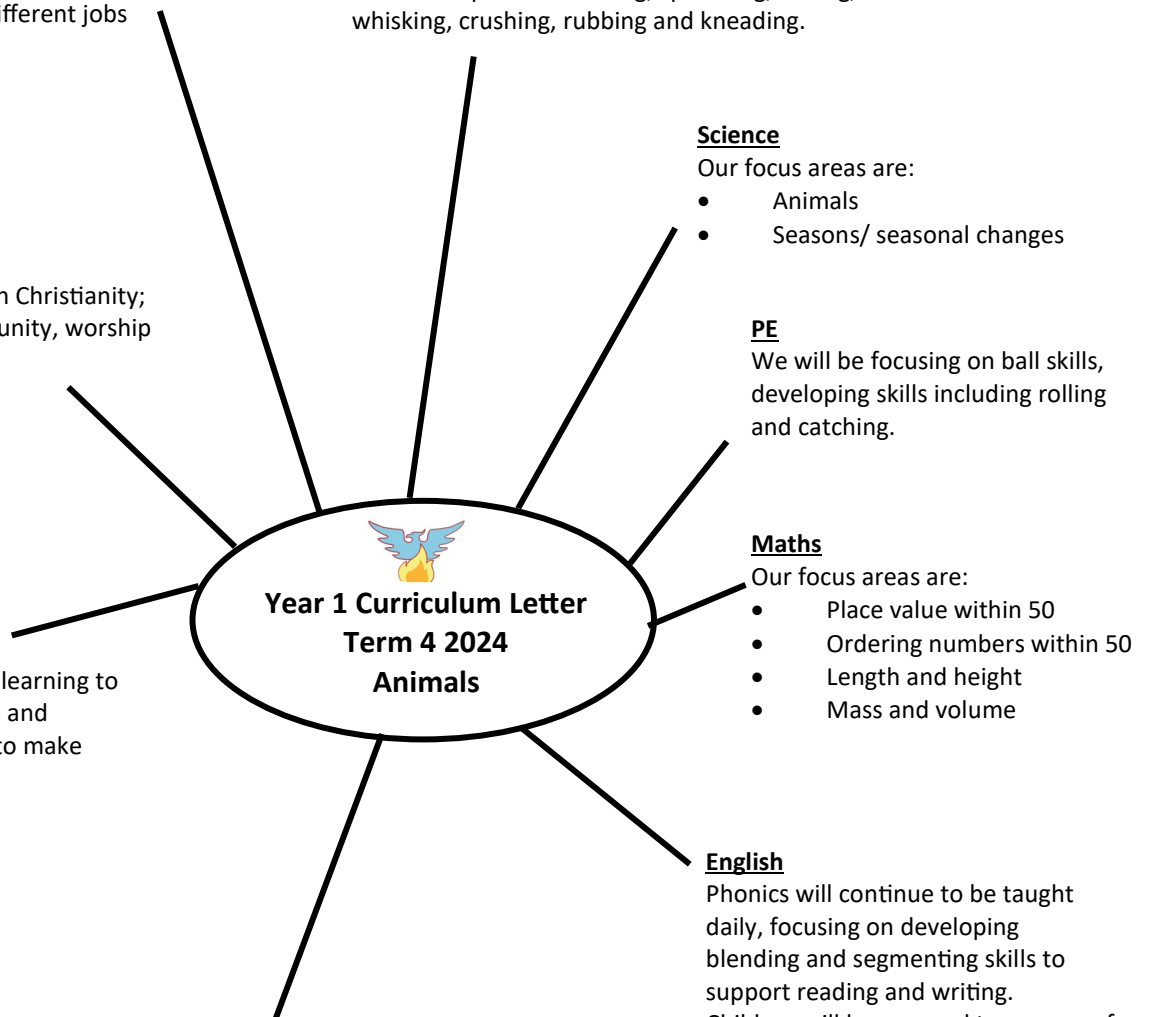 ifferent jobs
whisking, crushing, rubbing and kneading.
Science
Our focus areas are:
• Animals
• Seasons/ seasonal changes
n Christianity;
unity, worship
PE
We will be focusing on ball skills,
developing skills including rolling
and catching.
Year 1 Curriculum Letter
Term 4 2024
Animals
Maths
Our focus areas are:
• Place value within 50
• Ordering numbers within 50
• Length and height
• Mass and volume
learning to
and
to make
English
Phonics will continue to be taught
daily, focusing on developing
blending and segmenting skills to
support reading and writing.